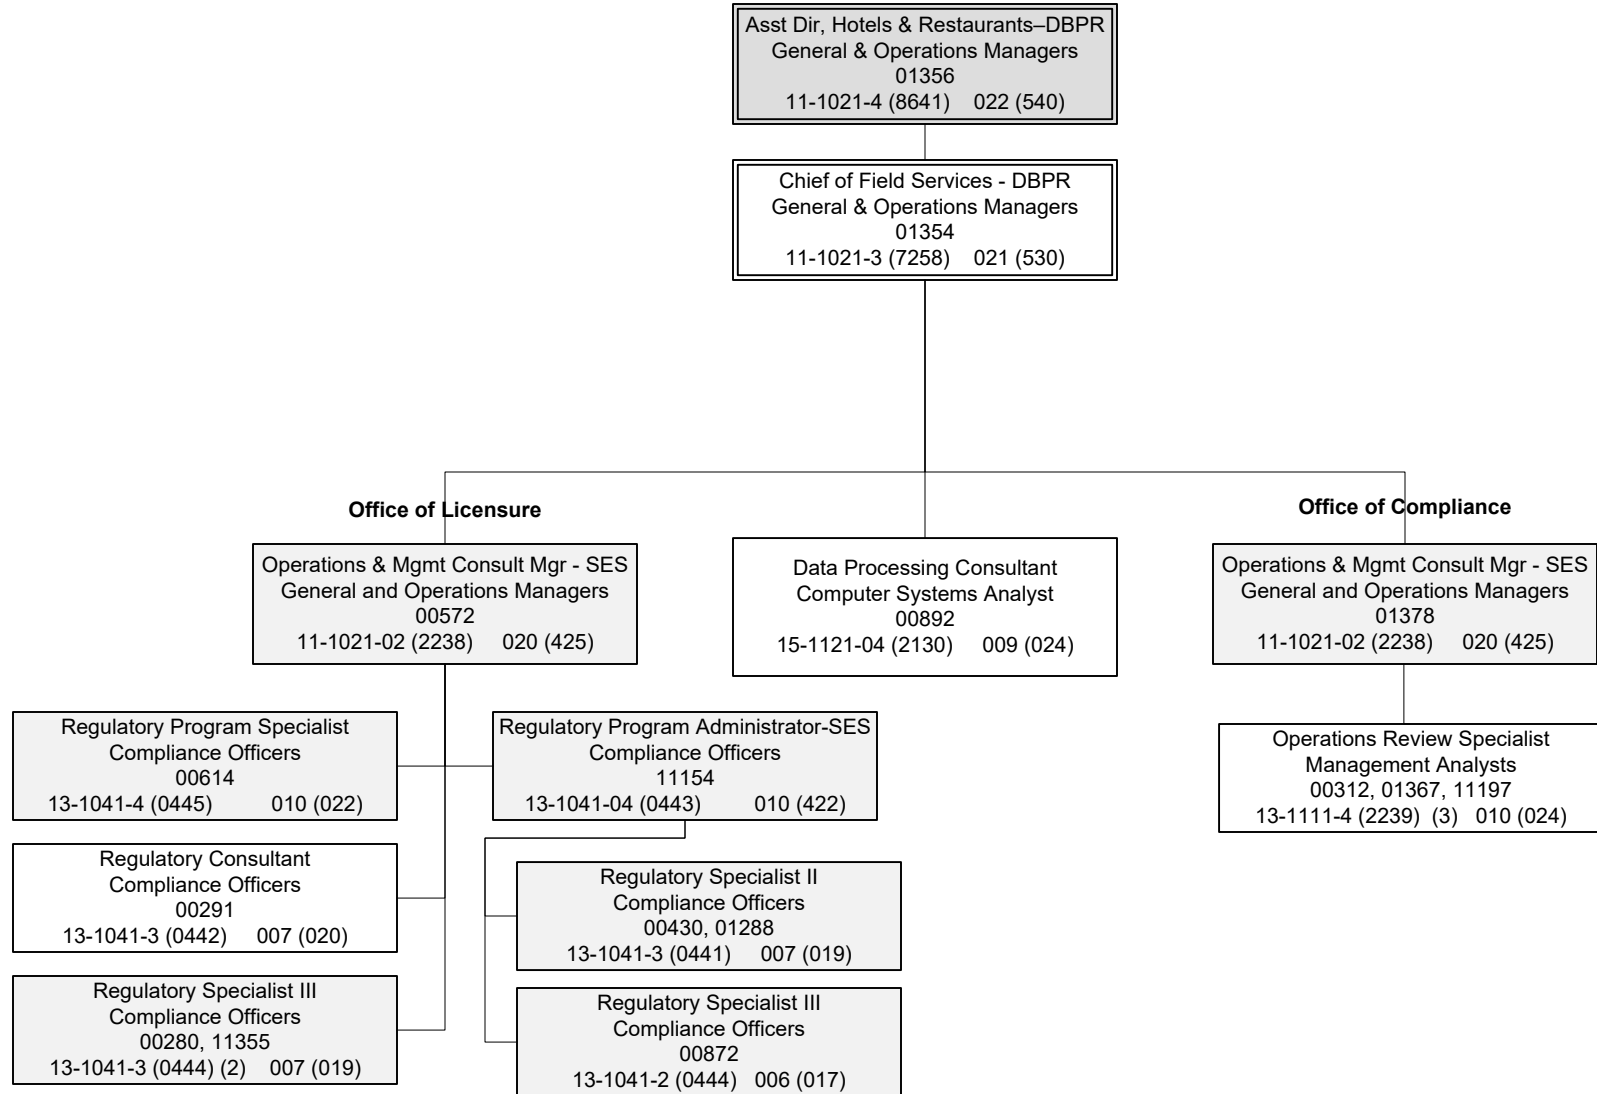 Asst Dir, Hotels & Restaurants–DBPR
General & Operations Managers
01356
11-1021-4 (8641) 022 (540)
Chief of Field Services - DBPR
General & Operations Managers
01354
11-1021-3 (7258) 021 (530)
Office of Licensure
Operations & Mgmt Consult Mgr - SES
General and Operations Managers
00572
11-1021-02 (2238) 020 (425)
Data Processing Consultant
Computer Systems Analyst
00892
15-1121-04 (2130) 009 (024)
Office of Compliance
Operations & Mgmt Consult Mgr - SES
General and Operations Managers
01378
11-1021-02 (2238) 020 (425)
Regulatory Program Specialist
Compliance Officers
00614
13-1041-4 (0445) 010 (022)
Regulatory Program Administrator-SES
Compliance Officers
11154
13-1041-04 (0443) 010 (422)
Operations Review Specialist
Management Analysts
00312, 01367, 11197
13-1111-4 (2239) (3) 010 (024)
Regulatory Consultant
Compliance Officers
00291
13-1041-3 (0442) 007 (020)
Regulatory Specialist II
Compliance Officers
00430, 01288
13-1041-3 (0441) 007 (019)
Regulatory Specialist III
Compliance Officers
00280, 11355
13-1041-3 (0444) (2) 007 (019)
Regulatory Specialist III
Compliance Officers
00872
13-1041-2 (0444) 006 (017)